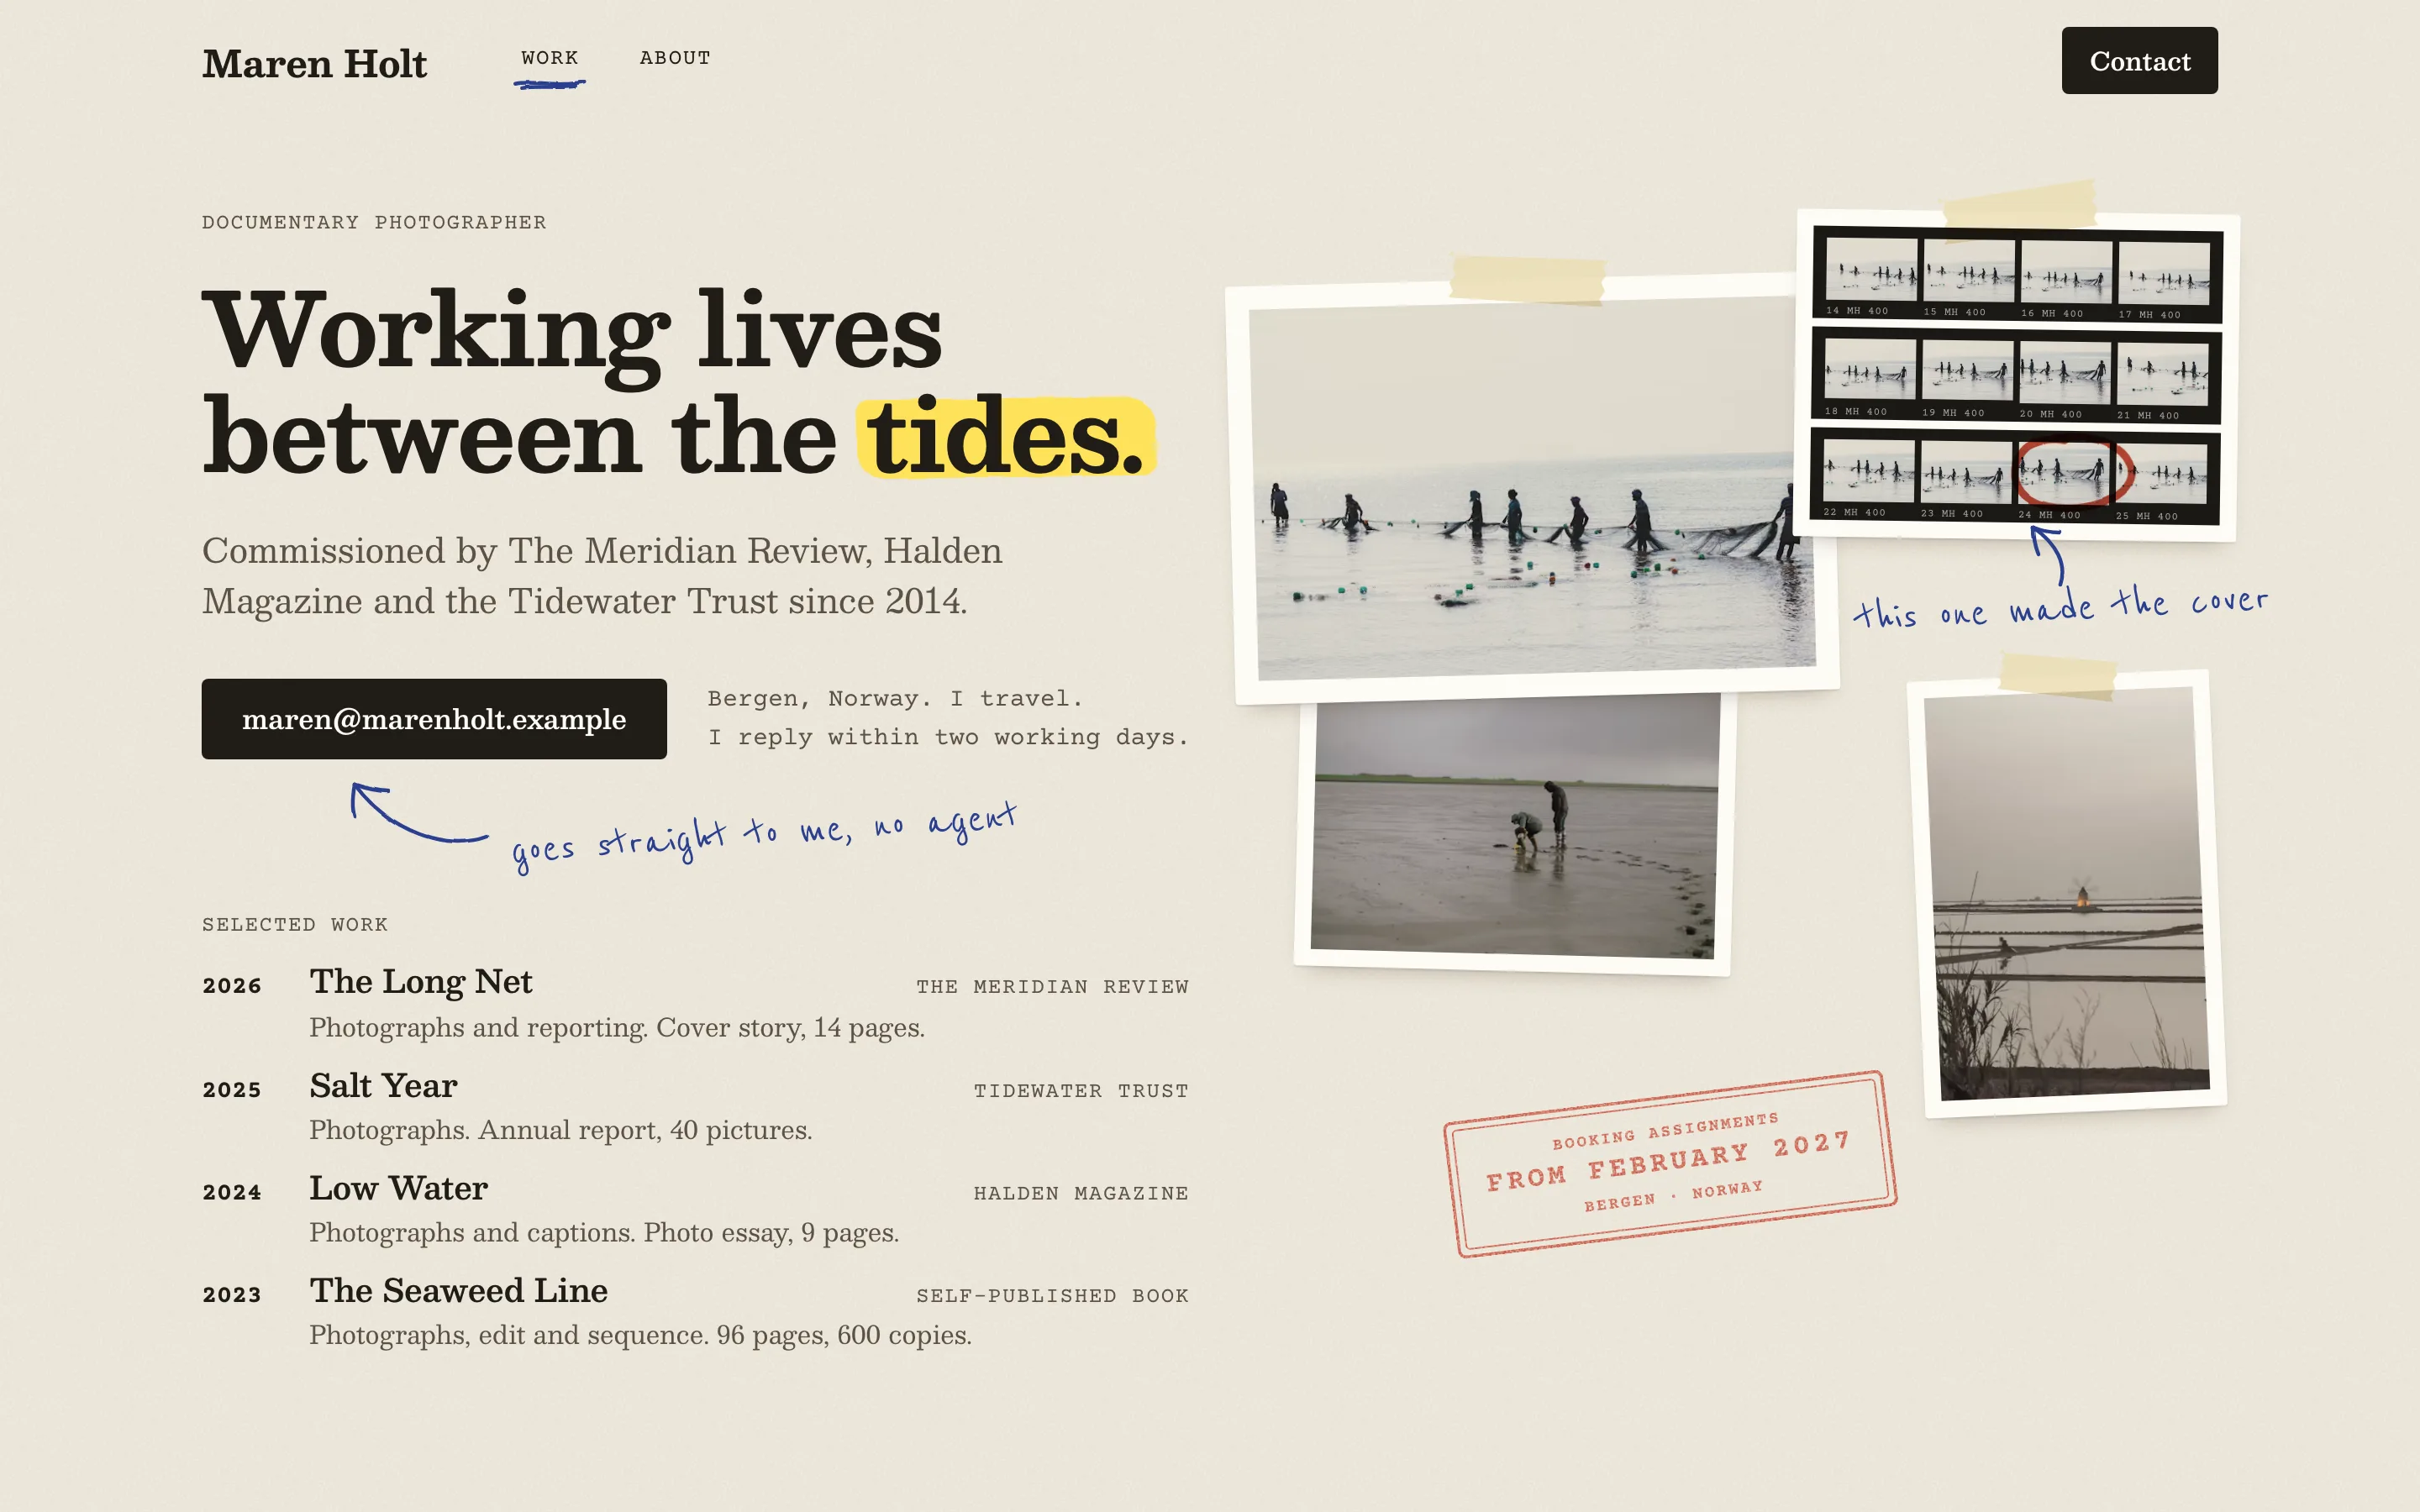 Maren Holt
WORK
ABOUT
Contact
DOCUMENTARY PHOTOGRAPHER
Working lives
between the tides.
Commissioned by The Meridian Review, Halden
Magazine and the Tidewater Trust since 2014.
maren@marenholt.example
Bergen, Norway. I travel.
I reply within two working days.
goes straight to me, no agent
SELECTED WORK
2026 The Long Net THE MERIDIAN REVIEW
Photographs and reporting. Cover story, 14 pages.
2025 Salt Year TIDEWATER TRUST
Photographs. Annual report, 40 pictures.
2024 Low Water HALDEN MAGAZINE
Photographs and captions. Photo essay, 9 pages.
2023 The Seaweed Line SELF-PUBLISHED BOOK
Photographs, edit and sequence. 96 pages, 600 copies.
14 MH 400 15 MH 400 16 MH 400 17 MH 400
18 MH 400 19 MH 400 20 MH 400 21 MH 400
22 MH 400 23 MH 400 24 MH 400 25 MH 400
this one made the cover
BOOKING ASSIGNMENTS
FROM FEBRUARY 2027
BERGEN · NORWAY